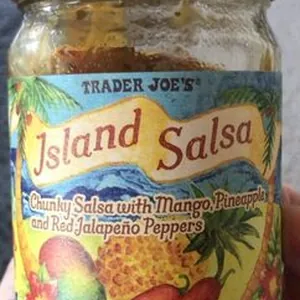 TRADER JOE'S®
Island Salsa
Chunky Salsa with Mango, Pineapple
and Red Jalapeño Peppers